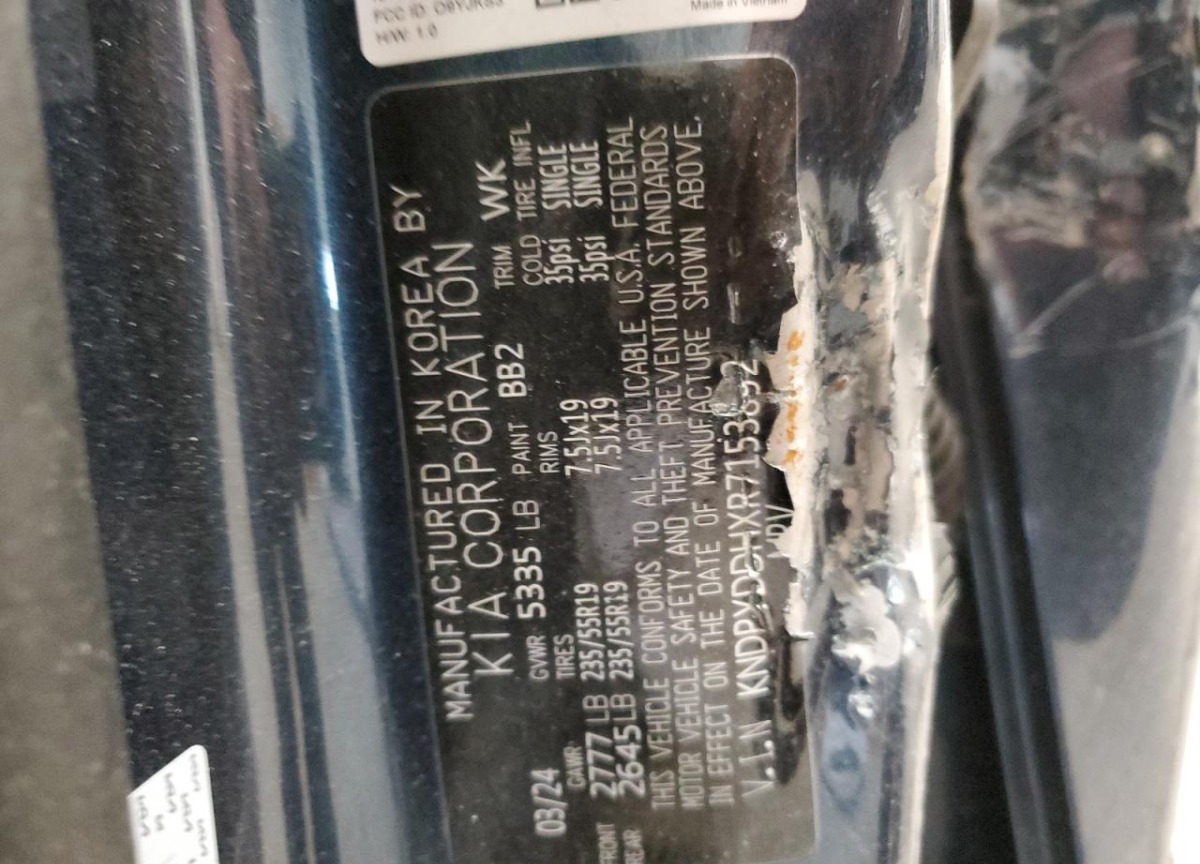 FCC ID:
H/W: 1.0
Made in Vietnam
MANUFACTURED IN KOREA BY
KIA CORPORATION
03/24 GVWR 5335 LB PAINT BB2 TRIM WK
GAWR TIRES RIMS COLD TIRE INFL
FRONT 2777 LB 235/55R19 7.5Jx19 35psi SINGLE
REAR 2645 LB 235/55R19 7.5Jx19 35psi SINGLE
THIS VEHICLE CONFORMS TO ALL APPLICABLE U.S.A. FEDERAL
MOTOR VEHICLE SAFETY AND THEFT PREVENTION STANDARDS
IN EFFECT ON THE DATE OF MANUFACTURE SHOWN ABOVE.
V.I.N KNDPYDDHXR7153892